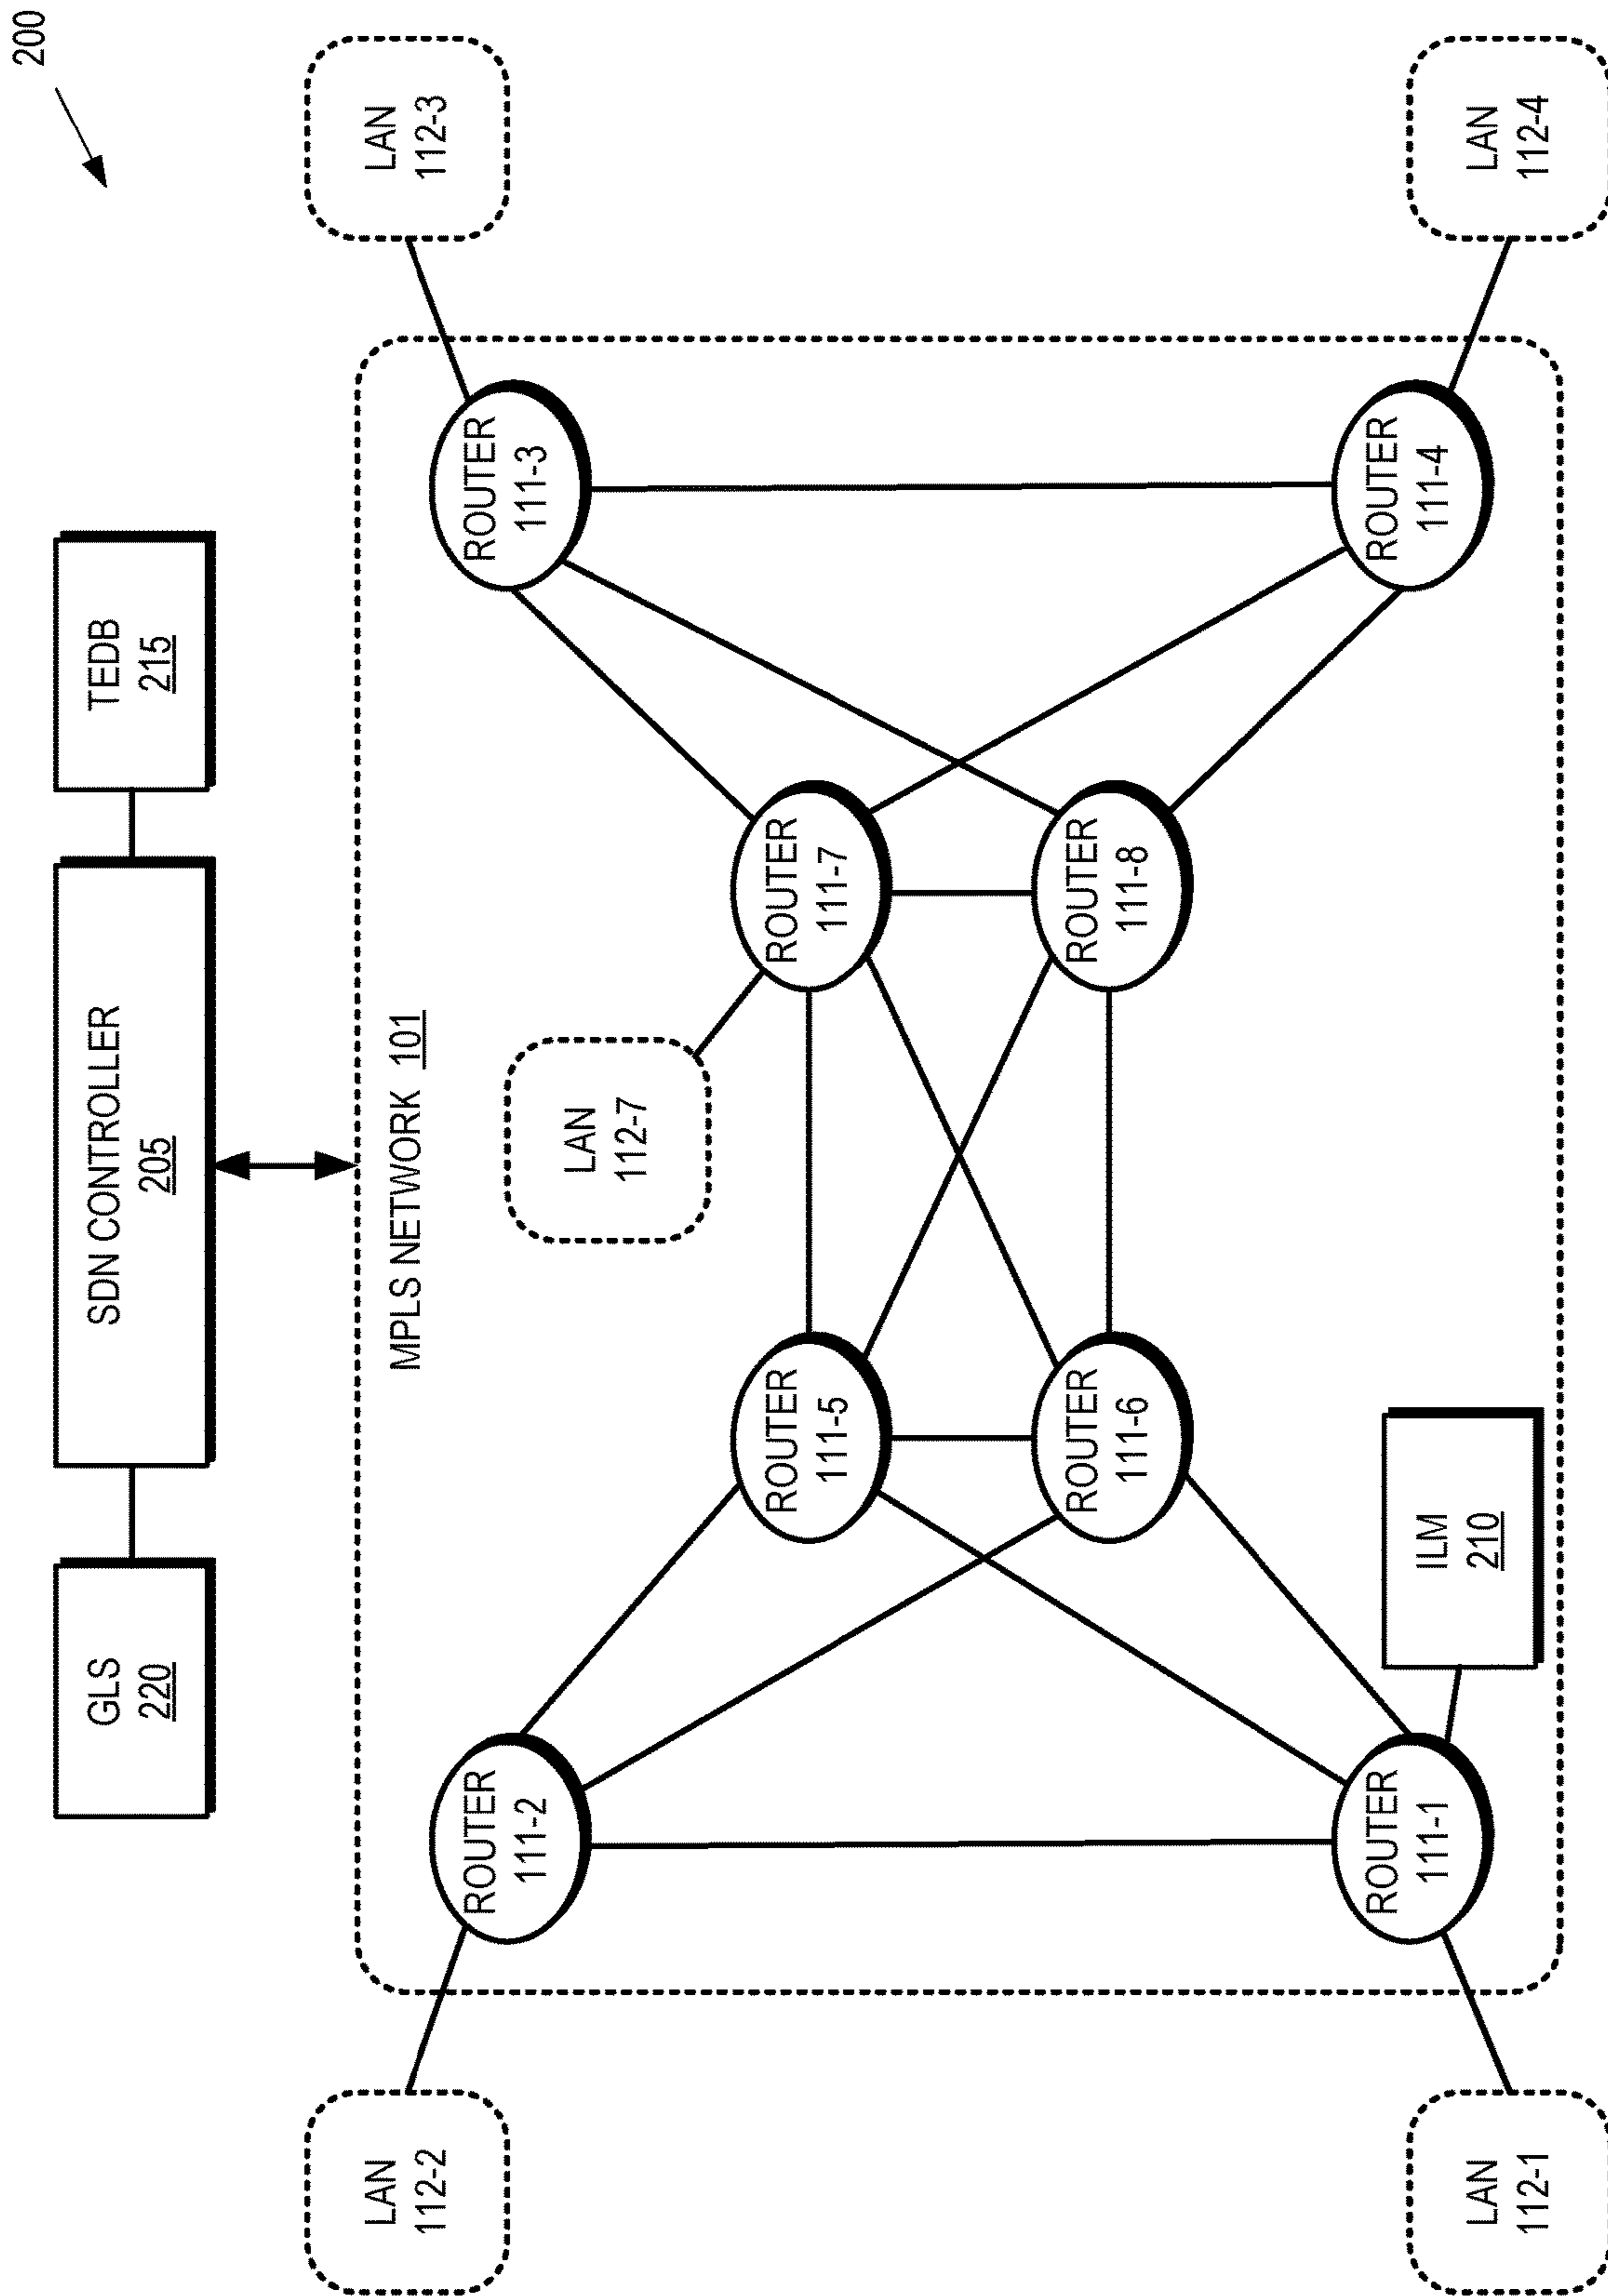 200
GLS
220
SDN CONTROLLER
205
TEDB
215
MPLS NETWORK 101
LAN
112-2
LAN
112-3
ROUTER
111-2
LAN
112-7
ROUTER
111-3
ROUTER
111-5
ROUTER
111-7
ROUTER
111-6
ROUTER
111-8
ROUTER
111-1
ILM
210
ROUTER
111-4
LAN
112-1
LAN
112-4